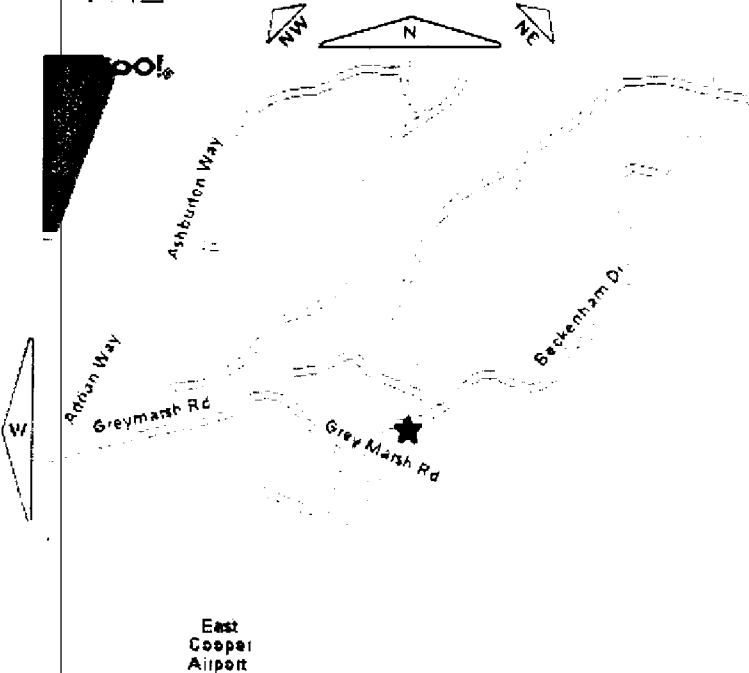 NW
N
NE
Ashburton Way
Beckenham Dr
Adrian Way
Greymarsh Rd
W
Grey Marsh Rd
East
Cooper
Airport